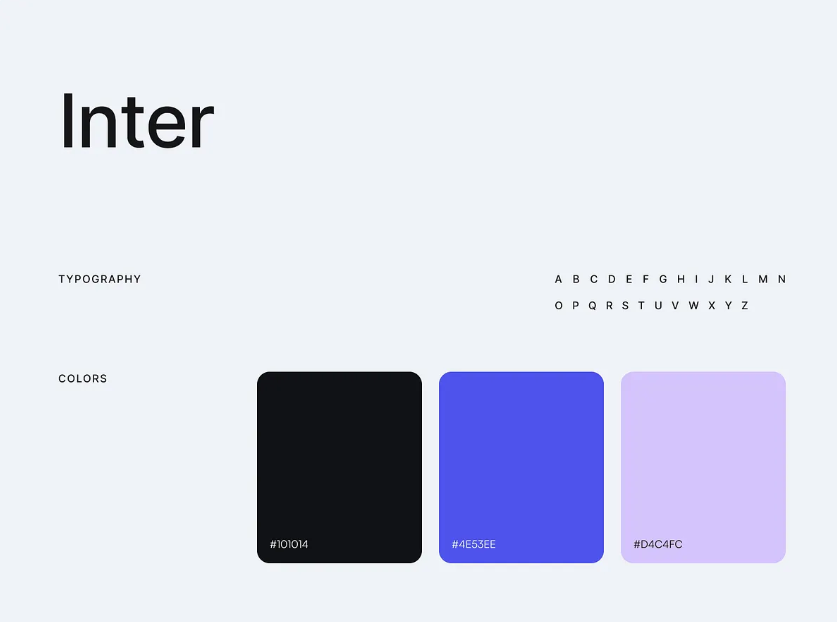 Inter
TYPOGRAPHY
A B C D E F G H I J K L M N
O P Q R S T U V W X Y Z
COLORS
#101014
#4E53EE
#D4C4FC